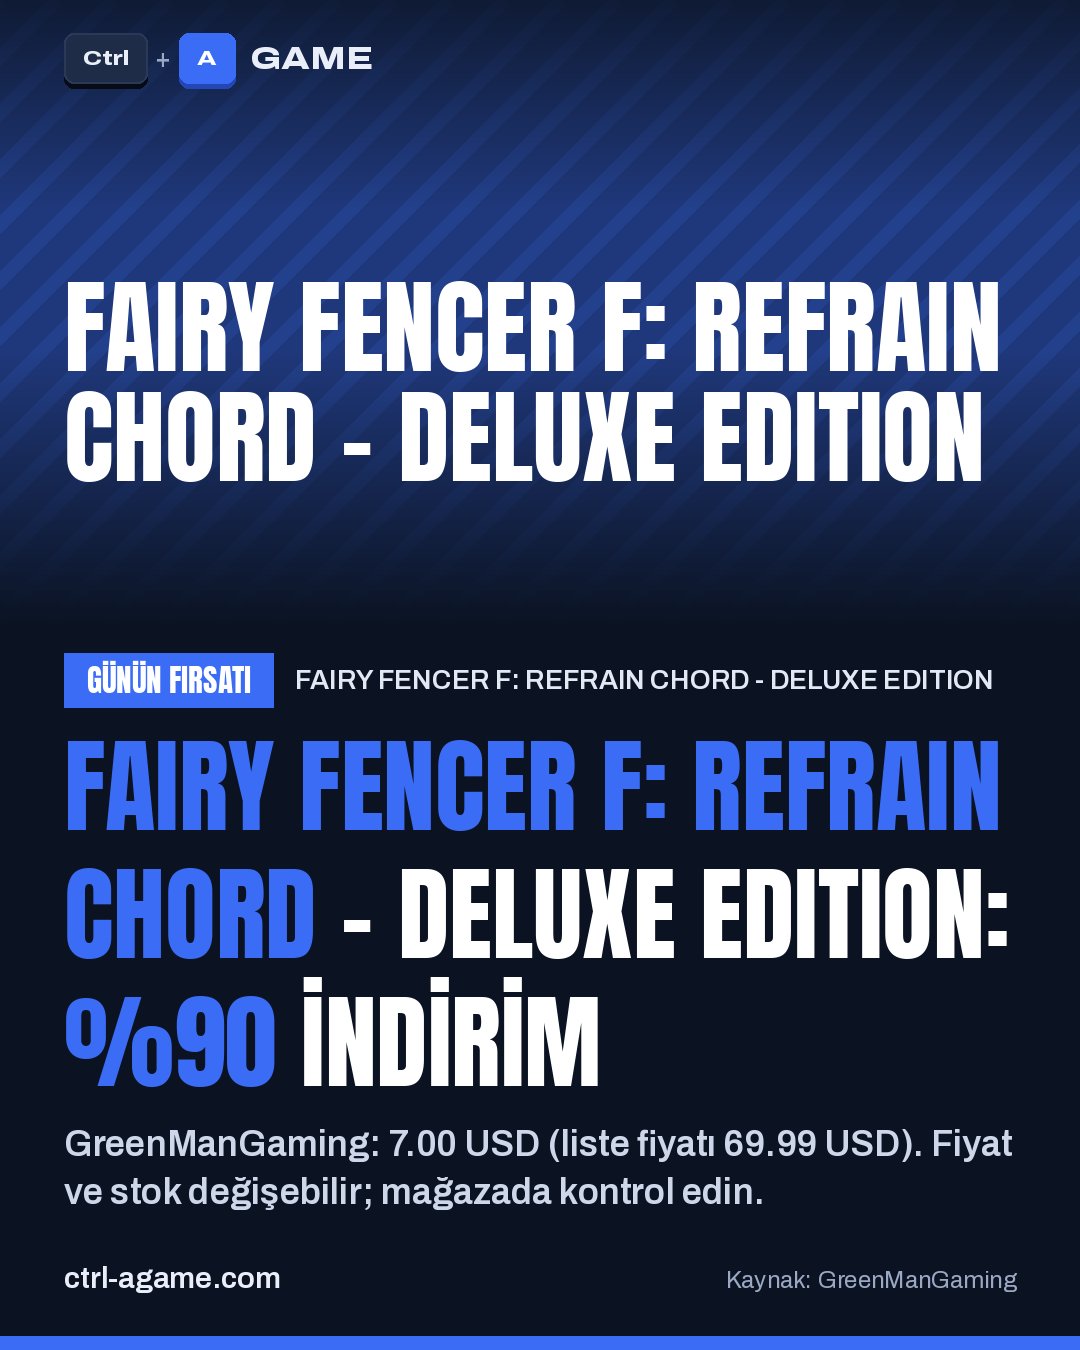 Ctrl + A GAME
FAIRY FENCER F: REFRAIN
CHORD - DELUXE EDITION
GÜNÜN FIRSATI FAIRY FENCER F: REFRAIN CHORD - DELUXE EDITION
FAIRY FENCER F: REFRAIN
CHORD - DELUXE EDITION:
%90 İNDİRİM
GreenManGaming: 7.00 USD (liste fiyatı 69.99 USD). Fiyat
ve stok değişebilir; mağazada kontrol edin.
ctrl-agame.com Kaynak: GreenManGaming